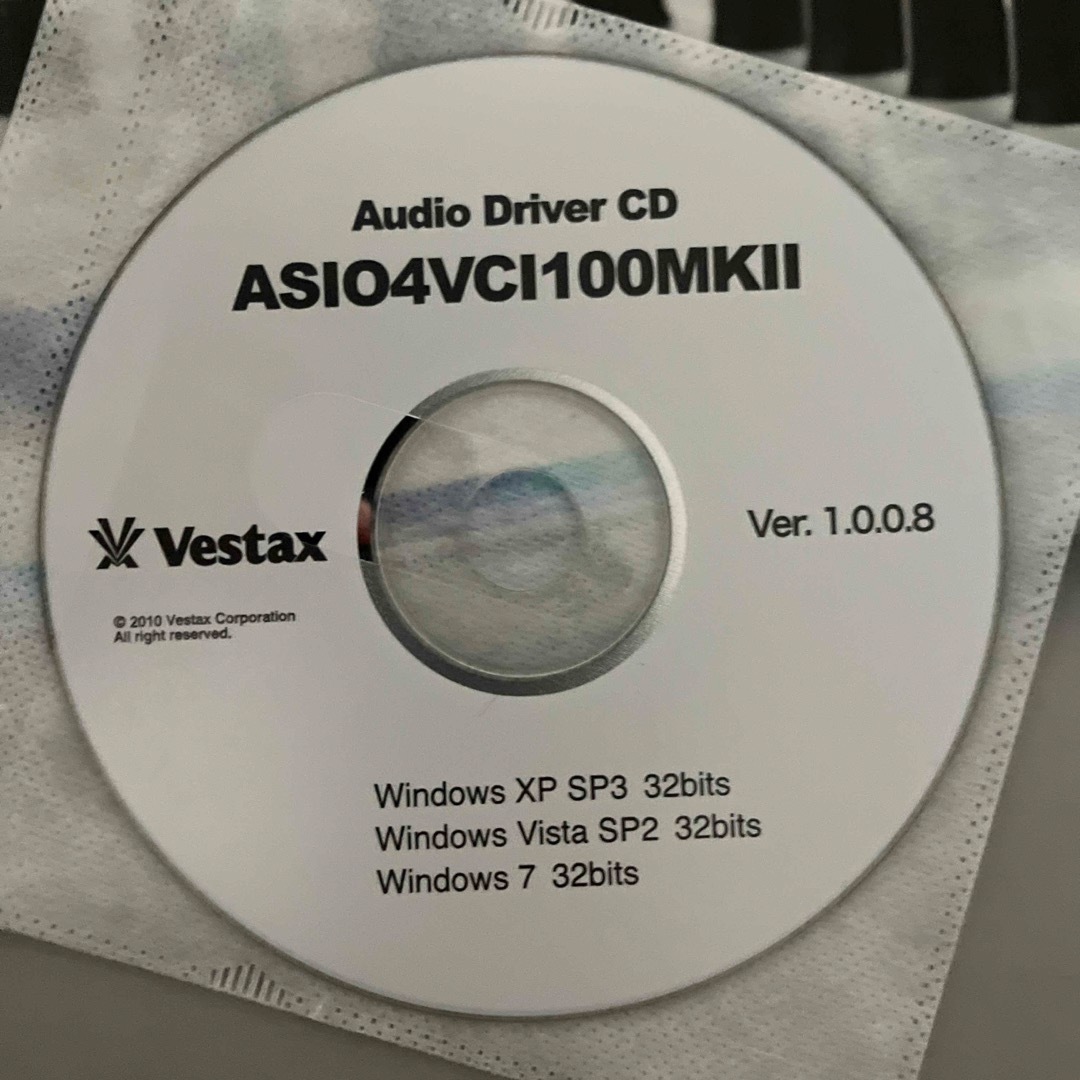 Audio Driver CD
ASIO4VCI100MKII
Vestax
Ver. 1.0.0.8
© 2010 Vestax Corporation
All right reserved.
Windows XP SP3 32bits
Windows Vista SP2 32bits
Windows 7 32bits